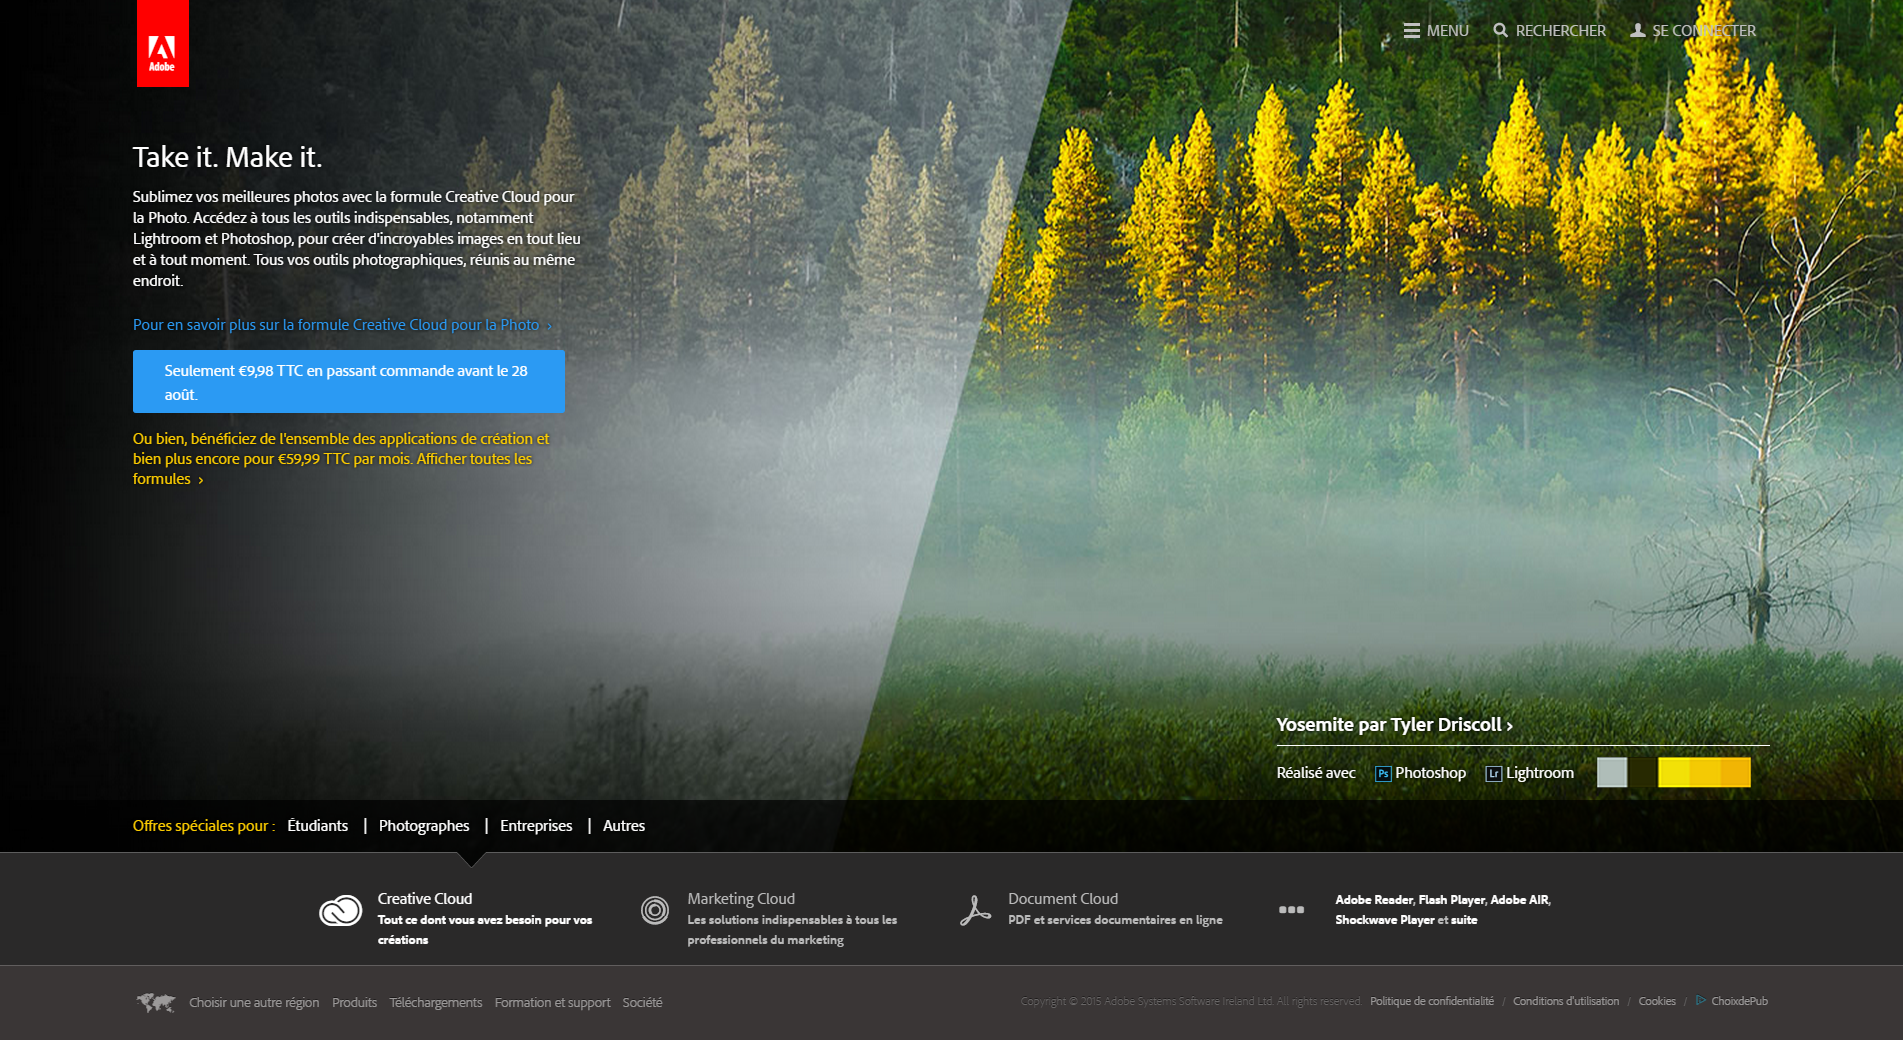 Adobe
MENU
RECHERCHER
SE CONNECTER
Take it. Make it.
Sublimez vos meilleures photos avec la formule Creative Cloud pour
la Photo. Accédez à tous les outils indispensables, notamment
Lightroom et Photoshop, pour créer d'incroyables images en tout lieu
et à tout moment. Tous vos outils photographiques, réunis au même
endroit.
Pour en savoir plus sur la formule Creative Cloud pour la Photo ›
Seulement €9,98 TTC en passant commande avant le 28
août.
Ou bien, bénéficiez de l'ensemble des applications de création et
bien plus encore pour €59,99 TTC par mois. Afficher toutes les
formules ›
Yosemite par Tyler Driscoll ›
Réalisé avec Ps Photoshop Lr Lightroom
Offres spéciales pour : Étudiants | Photographes | Entreprises | Autres
Creative Cloud
Tout ce dont vous avez besoin pour vos
créations
Marketing Cloud
Les solutions indispensables à tous les
professionnels du marketing
Document Cloud
PDF et services documentaires en ligne
Adobe Reader, Flash Player, Adobe AIR,
Shockwave Player et suite
Choisir une autre région Produits Téléchargements Formation et support Société
Copyright © 2015 Adobe Systems Software Ireland Ltd. All rights reserved. Politique de confidentialité / Conditions d'utilisation / Cookies / ChoixdePub